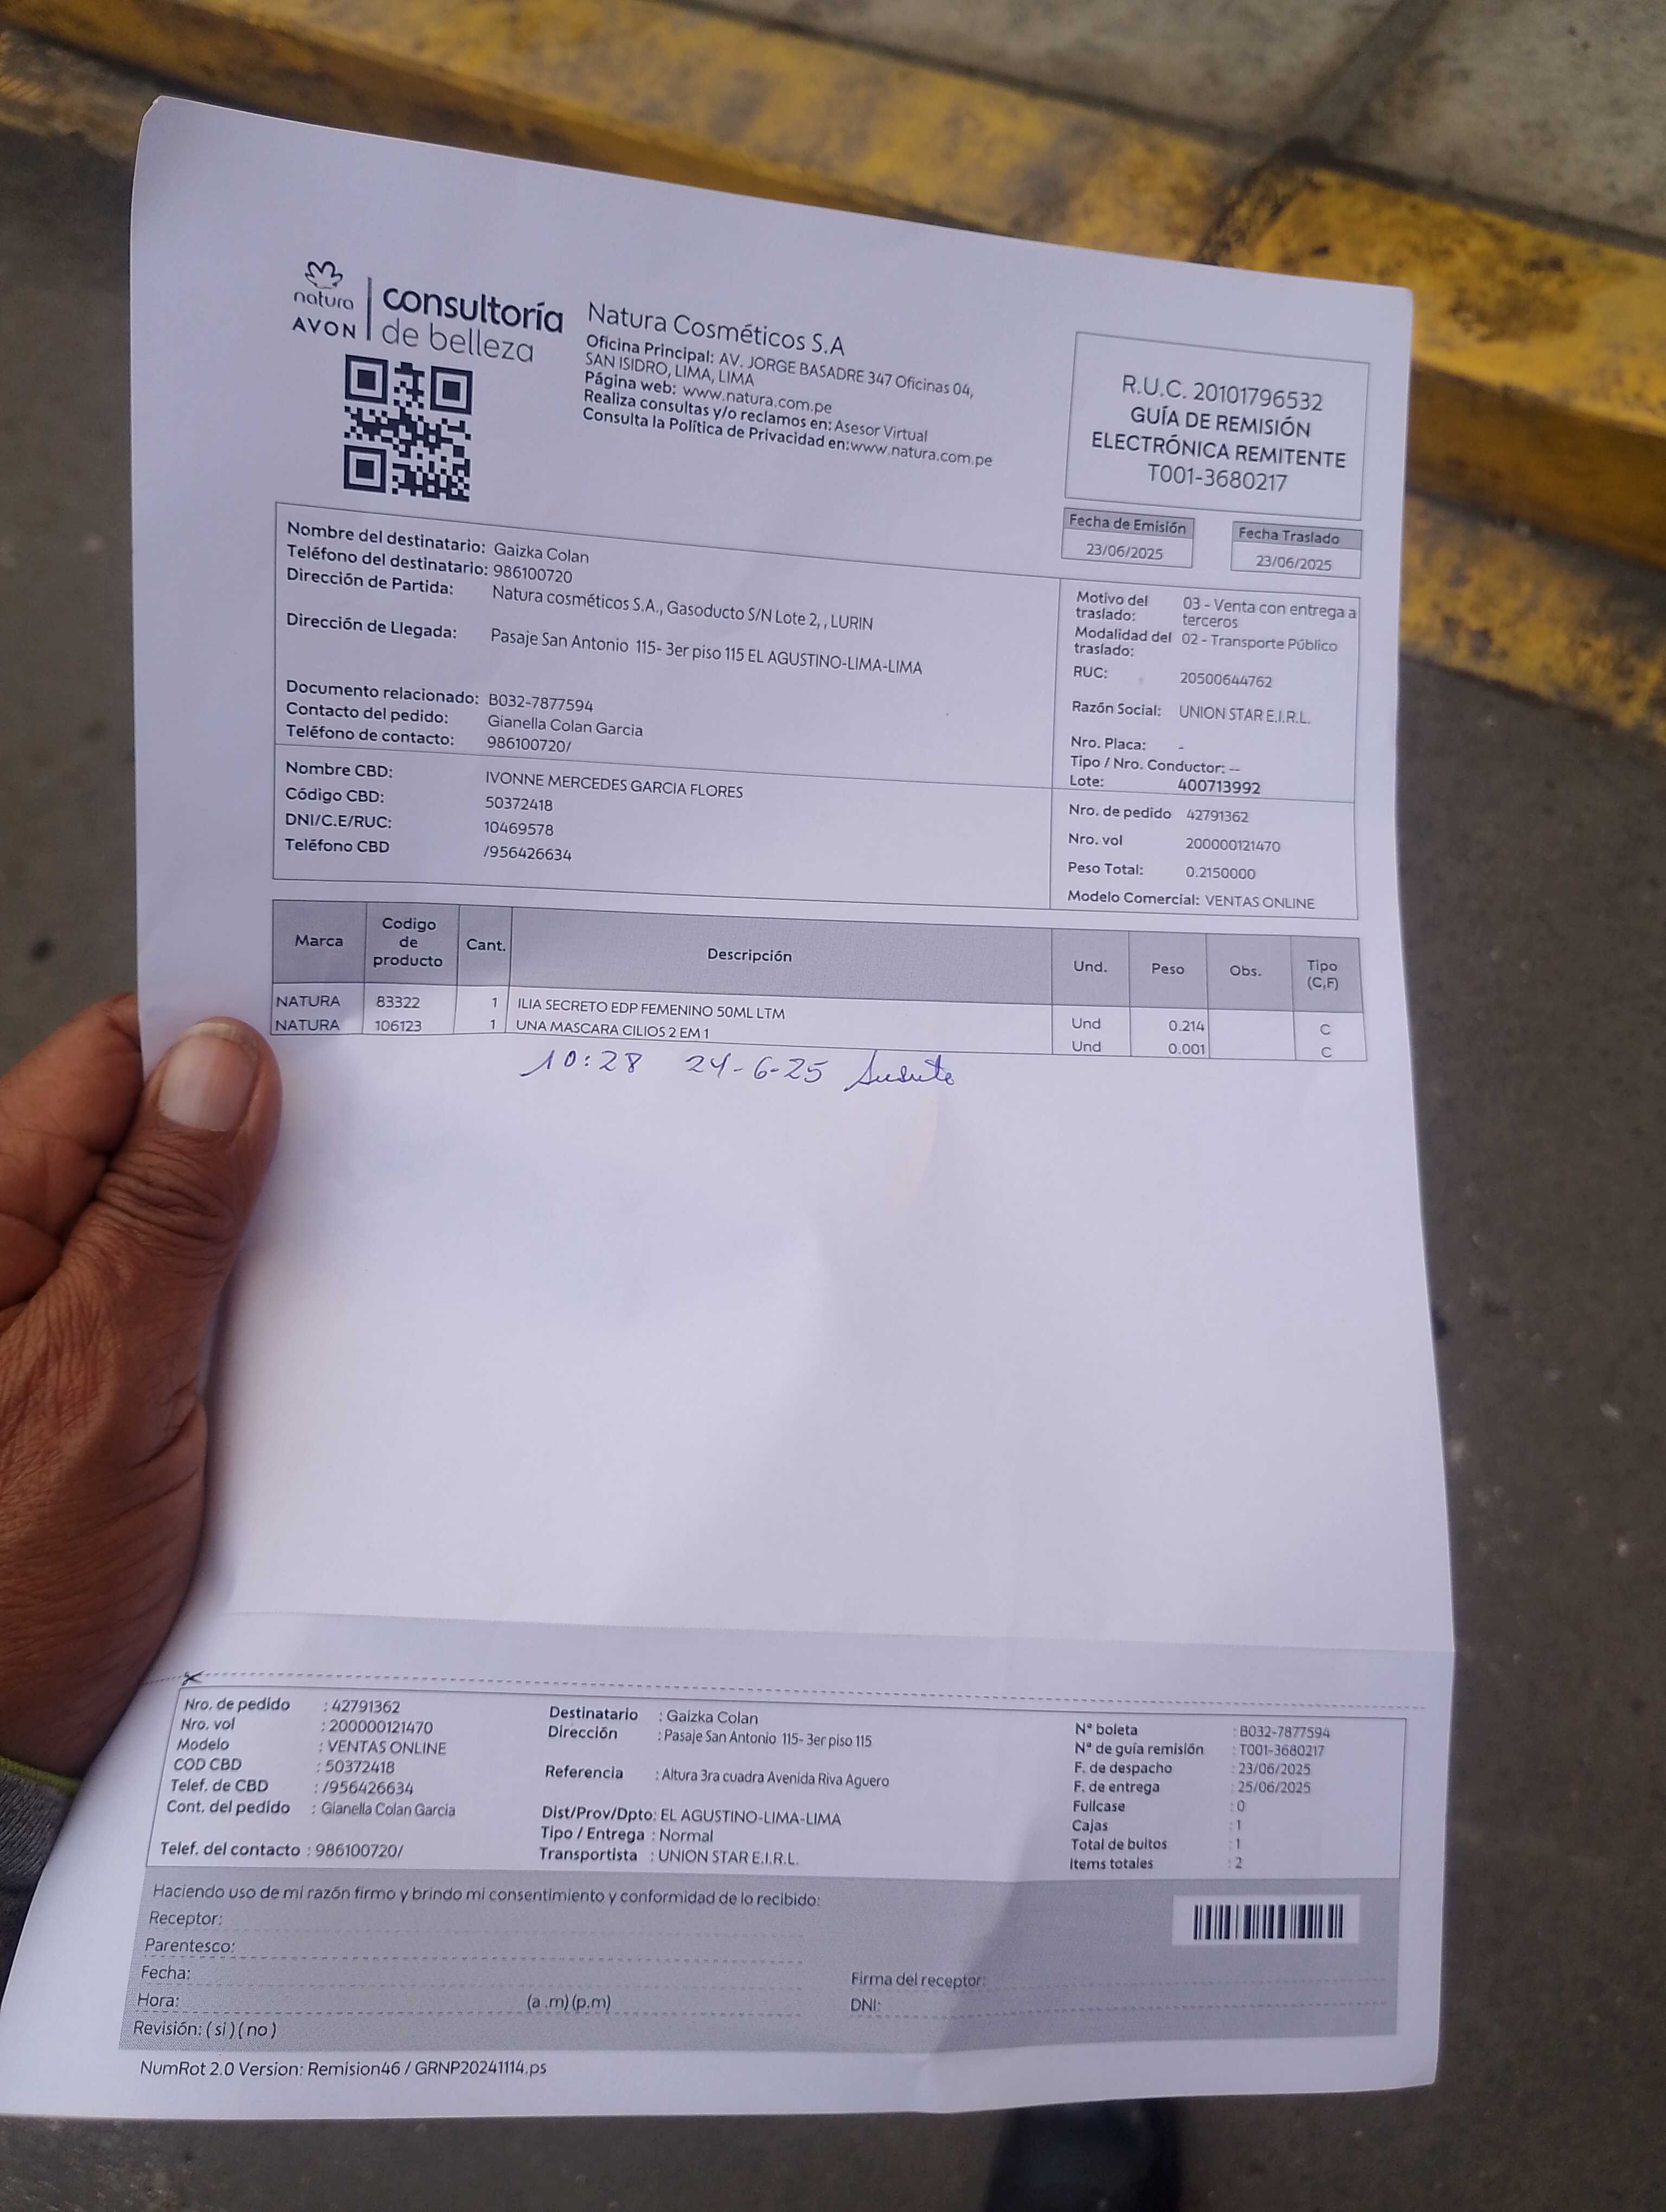 natura
AVON
consultoría
de belleza
Natura Cosméticos S.A
Oficina Principal: AV. JORGE BASADRE 347 Oficinas 04,
SAN ISIDRO, LIMA, LIMA
Página web: www.natura.com.pe
Realiza consultas y/o reclamos en: Asesor Virtual
Consulta la Política de Privacidad en:www.natura.com.pe
R.U.C. 20101796532
GUÍA DE REMISIÓN
ELECTRÓNICA REMITENTE
T001-3680217
Fecha de Emisión
23/06/2025
Fecha Traslado
23/06/2025
Nombre del destinatario: Gaizka Colan
Teléfono del destinatario: 986100720
Dirección de Partida: Natura cosméticos S.A., Gasoducto S/N Lote 2, , LURIN
Dirección de Llegada: Pasaje San Antonio 115- 3er piso 115 EL AGUSTINO-LIMA-LIMA
Documento relacionado: B032-7877594
Contacto del pedido: Gianella Colan Garcia
Teléfono de contacto: 986100720/
Motivo del traslado: 03 - Venta con entrega a
terceros
Modalidad del traslado: 02 - Transporte Público
RUC: 20500644762
Razón Social: UNION STAR E.I.R.L.
Nro. Placa: -
Tipo / Nro. Conductor: --
Lote: 400713992
Nombre CBD: IVONNE MERCEDES GARCIA FLORES
Código CBD: 50372418
DNI/C.E/RUC: 10469578
Teléfono CBD /956426634
Nro. de pedido 42791362
Nro. vol 200000121470
Peso Total: 0.2150000
Modelo Comercial: VENTAS ONLINE
Marca Codigo de producto Cant. Descripción Und. Peso Obs. Tipo (C,F)
NATURA 83322 1 ILIA SECRETO EDP FEMENINO 50ML LTM Und 0.214 C
NATURA 106123 1 UNA MASCARA CILIOS 2 EM 1 Und 0.001 C
10:28 24-6-25
Nro. de pedido : 42791362
Nro. vol : 200000121470
Modelo : VENTAS ONLINE
COD CBD : 50372418
Telef. de CBD : /956426634
Cont. del pedido : Gianella Colan Garcia
Telef. del contacto : 986100720/
Destinatario : Gaizka Colan
Dirección : Pasaje San Antonio 115- 3er piso 115
Referencia : Altura 3ra cuadra Avenida Riva Aguero
Dist/Prov/Dpto: EL AGUSTINO-LIMA-LIMA
Tipo / Entrega : Normal
Transportista : UNION STAR E.I.R.L.
Nª boleta : B032-7877594
Nª de guía remisión : T001-3680217
F. de despacho : 23/06/2025
F. de entrega : 25/06/2025
Fullcase : 0
Cajas : 1
Total de bultos : 1
Items totales : 2
Haciendo uso de mi razón firmo y brindo mi consentimiento y conformidad de lo recibido:
Receptor:
Parentesco:
Fecha:
Hora: (a .m) (p.m)
Revisión: ( si ) ( no )
Firma del receptor:
DNI:
NumRot 2.0 Version: Remision46 / GRNP20241114.ps